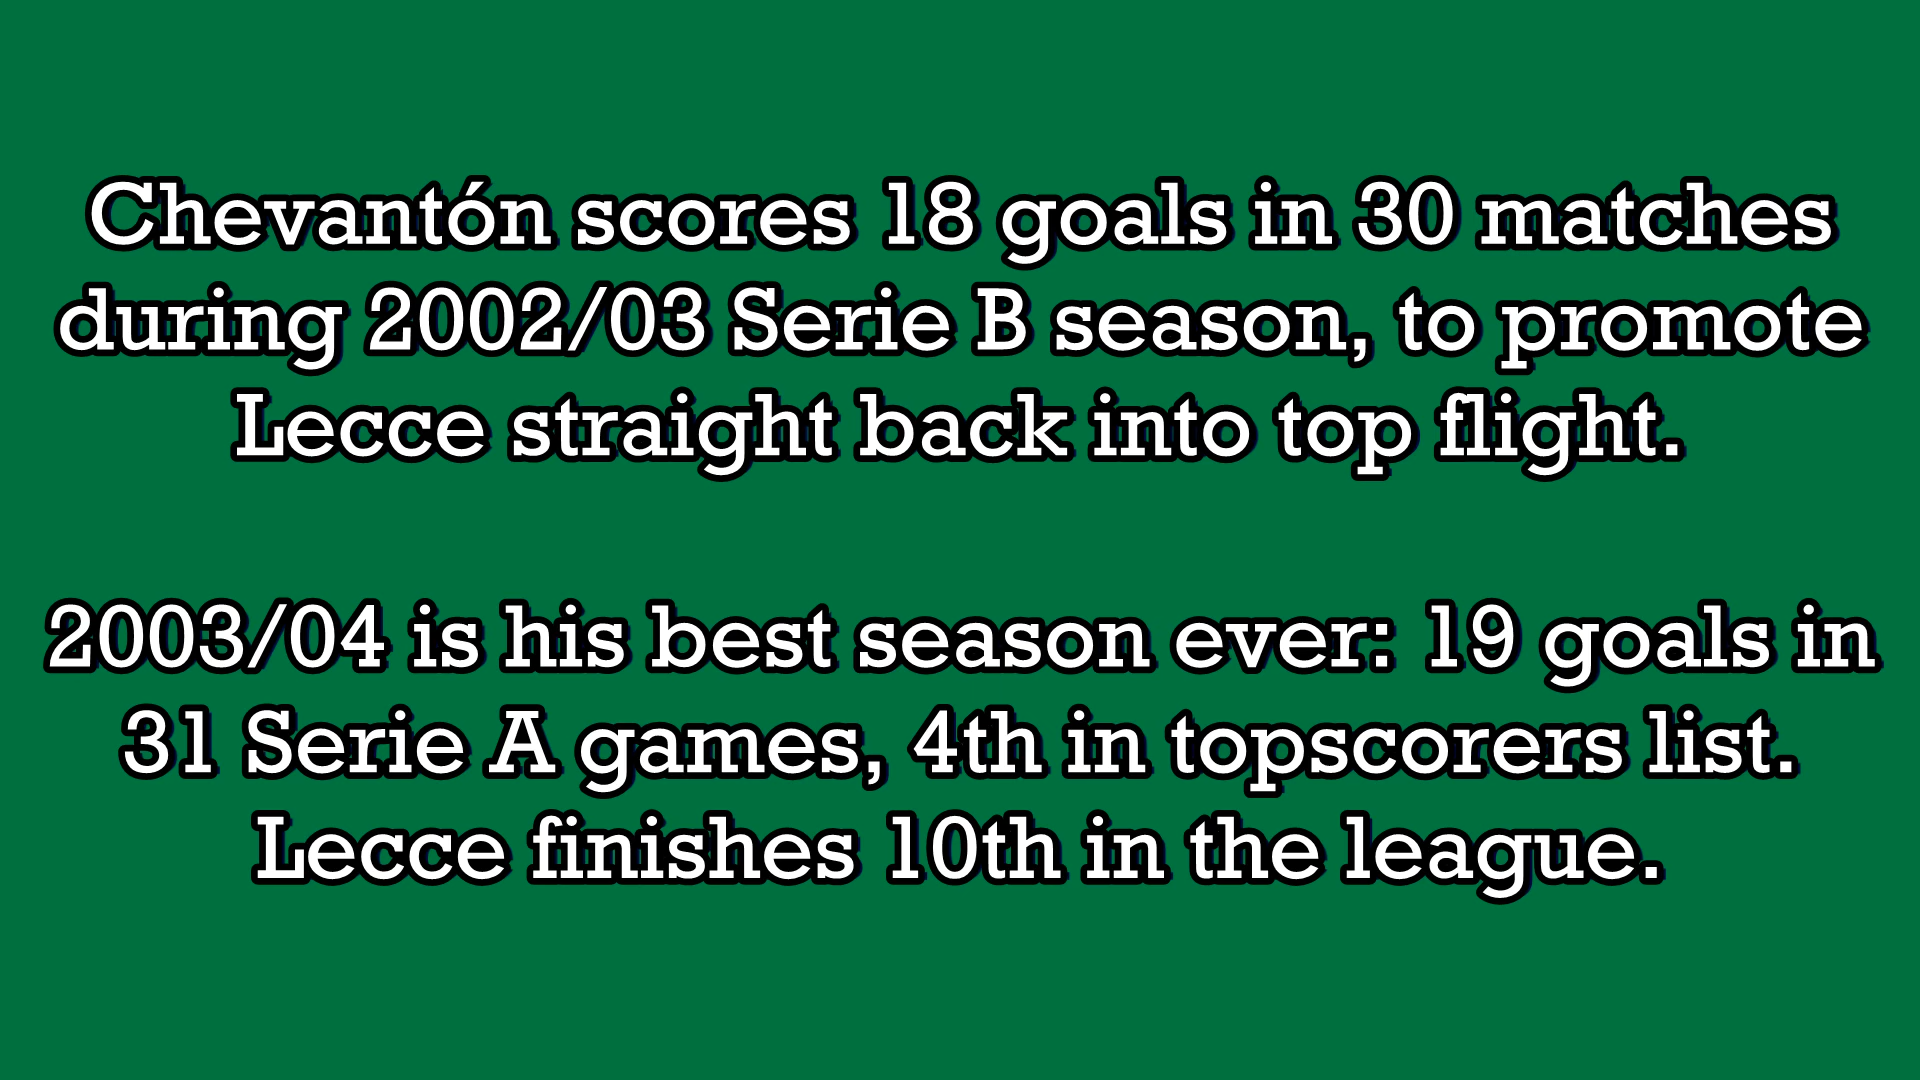 Chevantón scores 18 goals in 30 matches
during 2002/03 Serie B season, to promote
Lecce straight back into top flight.
2003/04 is his best season ever: 19 goals in
31 Serie A games, 4th in topscorers list.
Lecce finishes 10th in the league.